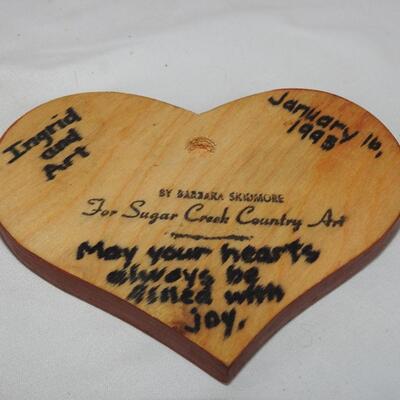 Ingrid
and
Art
January 16,
1998
BY BARBARA SKIDMORE
For Sugar Creek Country Art
May your hearts
always be
filled with
joy.